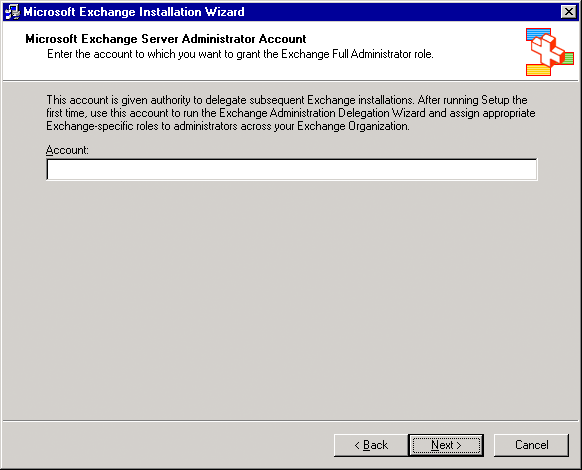 Microsoft Exchange Installation Wizard
Microsoft Exchange Server Administrator Account
Enter the account to which you want to grant the Exchange Full Administrator role.
This account is given authority to delegate subsequent Exchange installations. After running Setup the
first time, use this account to run the Exchange Administration Delegation Wizard and assign appropriate
Exchange-specific roles to administrators across your Exchange Organization.
Account:
< Back
Next >
Cancel